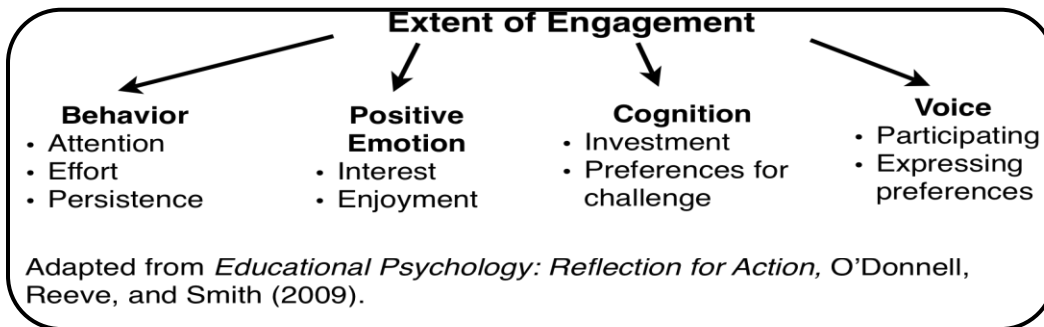 Extent of Engagement
Behavior
• Attention
• Effort
• Persistence
Positive
Emotion
• Interest
• Enjoyment
Cognition
• Investment
• Preferences for
challenge
Voice
• Participating
• Expressing
preferences
Adapted from Educational Psychology: Reflection for Action, O’Donnell,
Reeve, and Smith (2009).